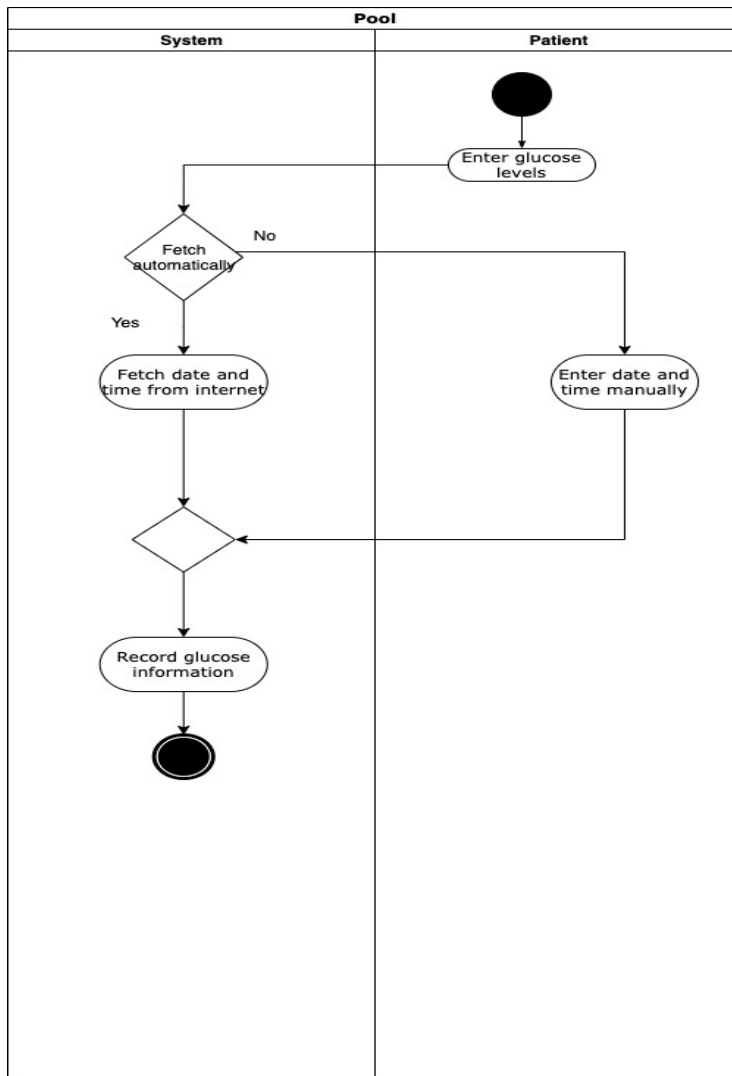 Pool
System
Patient
Enter glucose
levels
Fetch
automatically
No
Yes
Fetch date and
time from internet
Enter date and
time manually
Record glucose
information